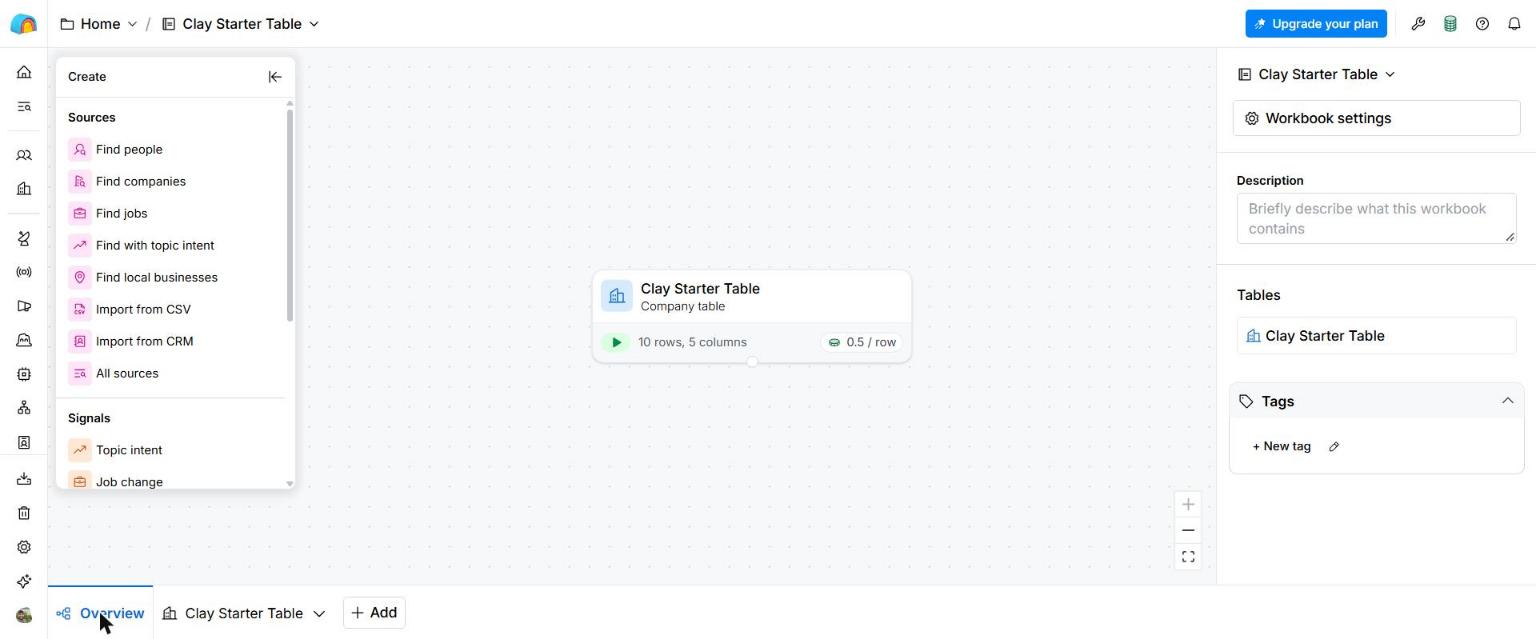 Home / Clay Starter Table
Upgrade your plan
Create
Sources
Find people
Find companies
Find jobs
Find with topic intent
Find local businesses
Import from CSV
Import from CRM
All sources
Signals
Topic intent
Job change
Clay Starter Table
Company table
10 rows, 5 columns
0.5 / row
Clay Starter Table
Workbook settings
Description
Briefly describe what this workbook
contains
Tables
Clay Starter Table
Tags
+ New tag
Overview
Clay Starter Table
+ Add